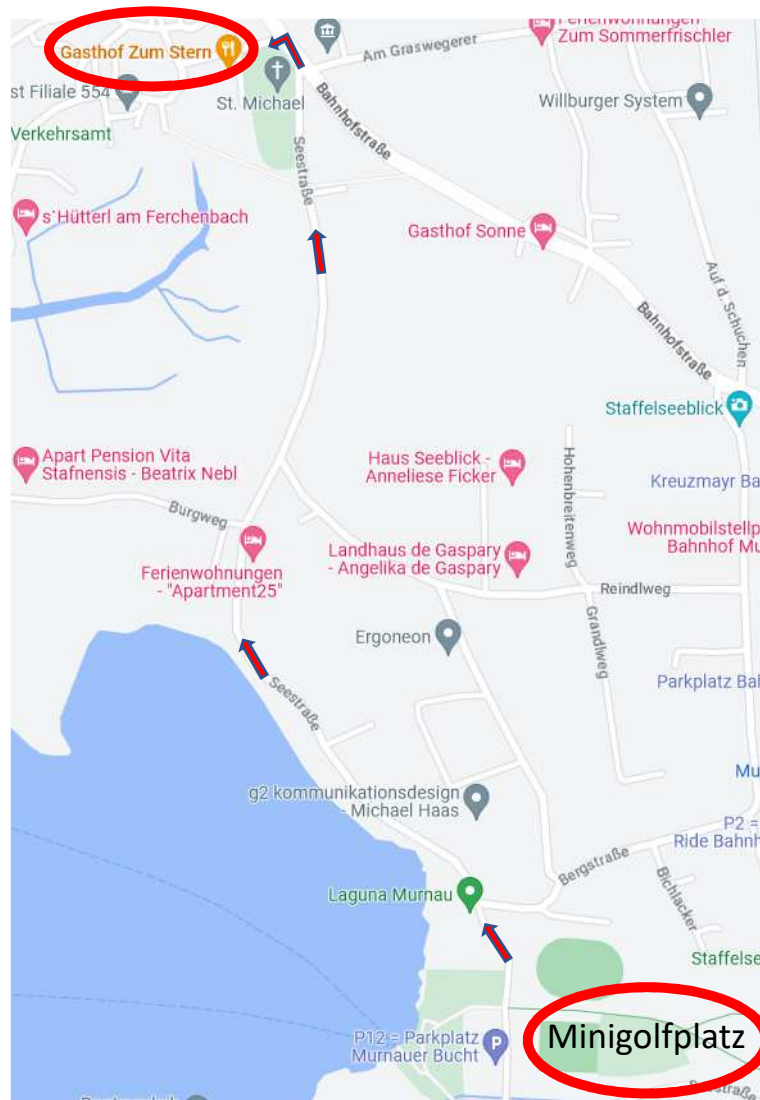 Ferienwohnungen
Zum Sommerfrischler
Gasthof Zum Stern
Am Graswegerer
st Filiale 554
St. Michael
Willburger System
Bahnhofstraße
Verkehrsamt
Seestraße
s`Hütterl am Ferchenbach
Gasthof Sonne
Auf d. Schüchen
Bahnhofstraße
Staffelseeblick
Apart Pension Vita
Stafnensis - Beatrix Nebl
Haus Seeblick -
Anneliese Ficker
Hohenbreitenweg
Kreuzmayr Ba
Burgweg
Wohnmobilstellp
Bahnhof Mu
Ferienwohnungen
- "Apartment25"
Landhaus de Gaspary
- Angelika de Gaspary
Reindlweg
Grandlweg
Ergoneon
Seestraße
Parkplatz Bal
Mu
g2 kommunikationsdesign
- Michael Haas
P2 =
Ride Bahnh
Bergstraße
Bichlacker
Laguna Murnau
Staffelse
P12 = Parkplatz
Murnauer Bucht
P
Minigolfplatz